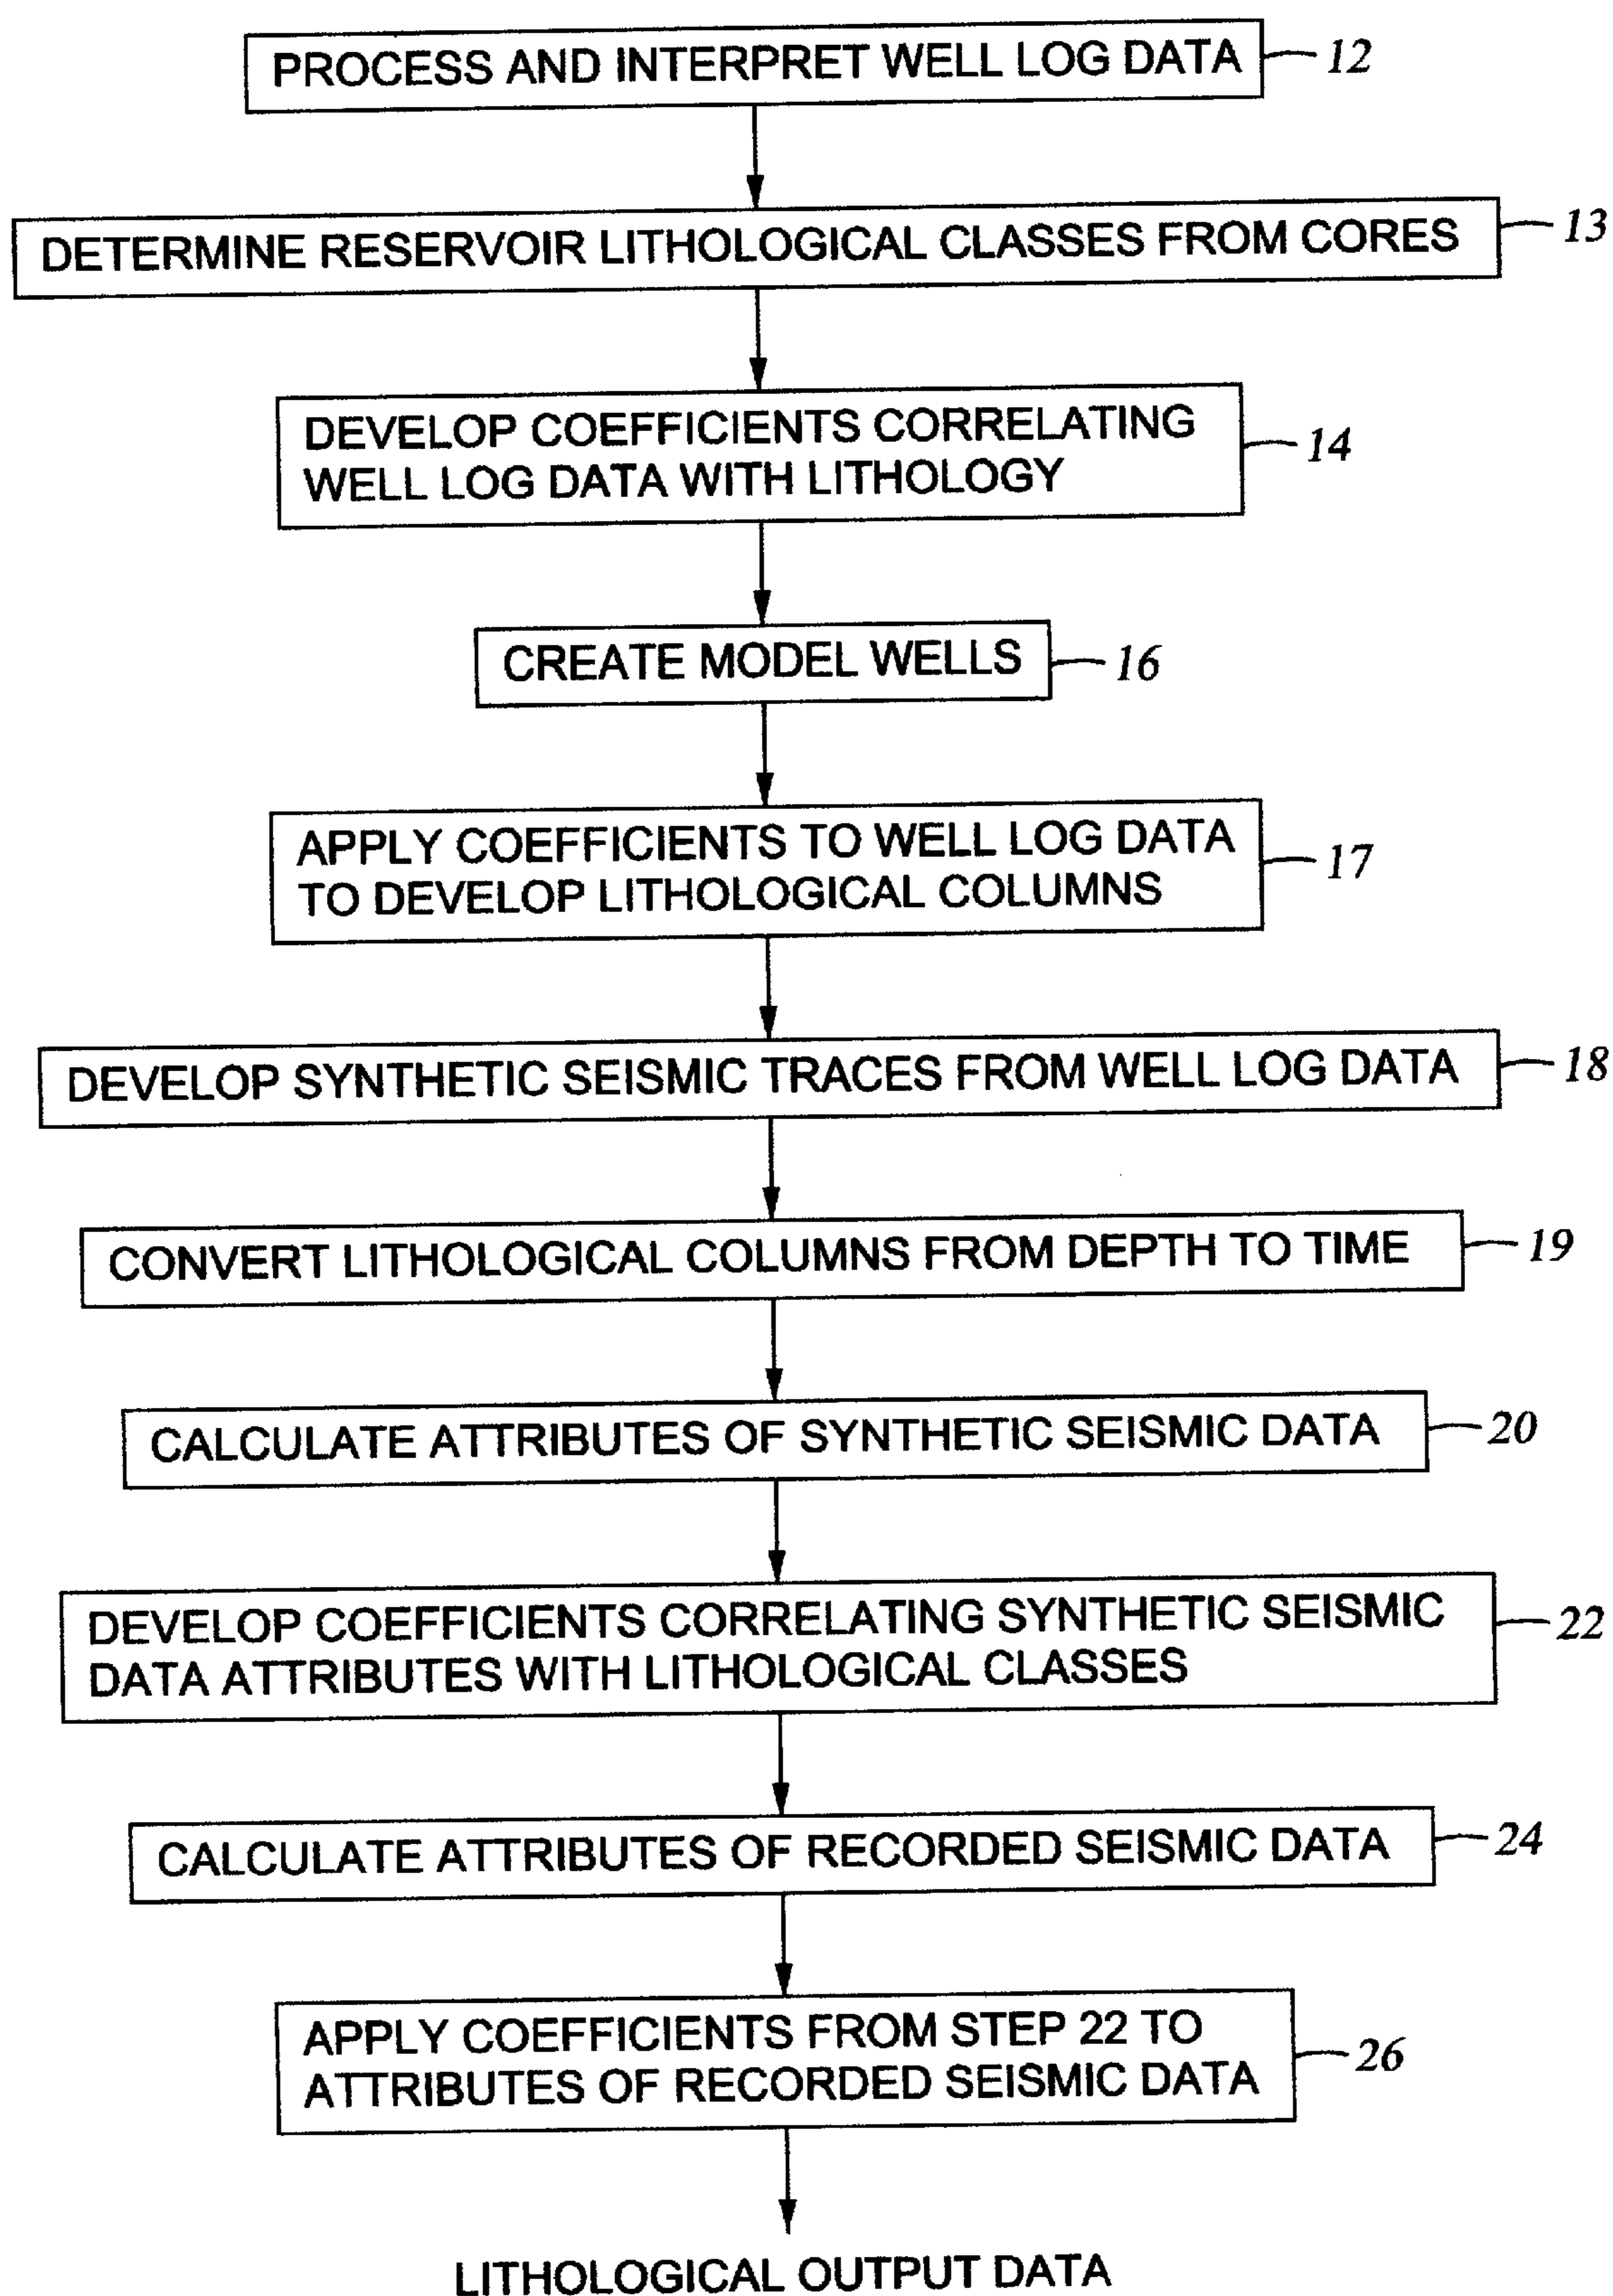 PROCESS AND INTERPRET WELL LOG DATA 12
DETERMINE RESERVOIR LITHOLOGICAL CLASSES FROM CORES 13
DEVELOP COEFFICIENTS CORRELATING
WELL LOG DATA WITH LITHOLOGY 14
CREATE MODEL WELLS 16
APPLY COEFFICIENTS TO WELL LOG DATA
TO DEVELOP LITHOLOGICAL COLUMNS 17
DEVELOP SYNTHETIC SEISMIC TRACES FROM WELL LOG DATA 18
CONVERT LITHOLOGICAL COLUMNS FROM DEPTH TO TIME 19
CALCULATE ATTRIBUTES OF SYNTHETIC SEISMIC DATA 20
DEVELOP COEFFICIENTS CORRELATING SYNTHETIC SEISMIC
DATA ATTRIBUTES WITH LITHOLOGICAL CLASSES 22
CALCULATE ATTRIBUTES OF RECORDED SEISMIC DATA 24
APPLY COEFFICIENTS FROM STEP 22 TO
ATTRIBUTES OF RECORDED SEISMIC DATA 26
LITHOLOGICAL OUTPUT DATA